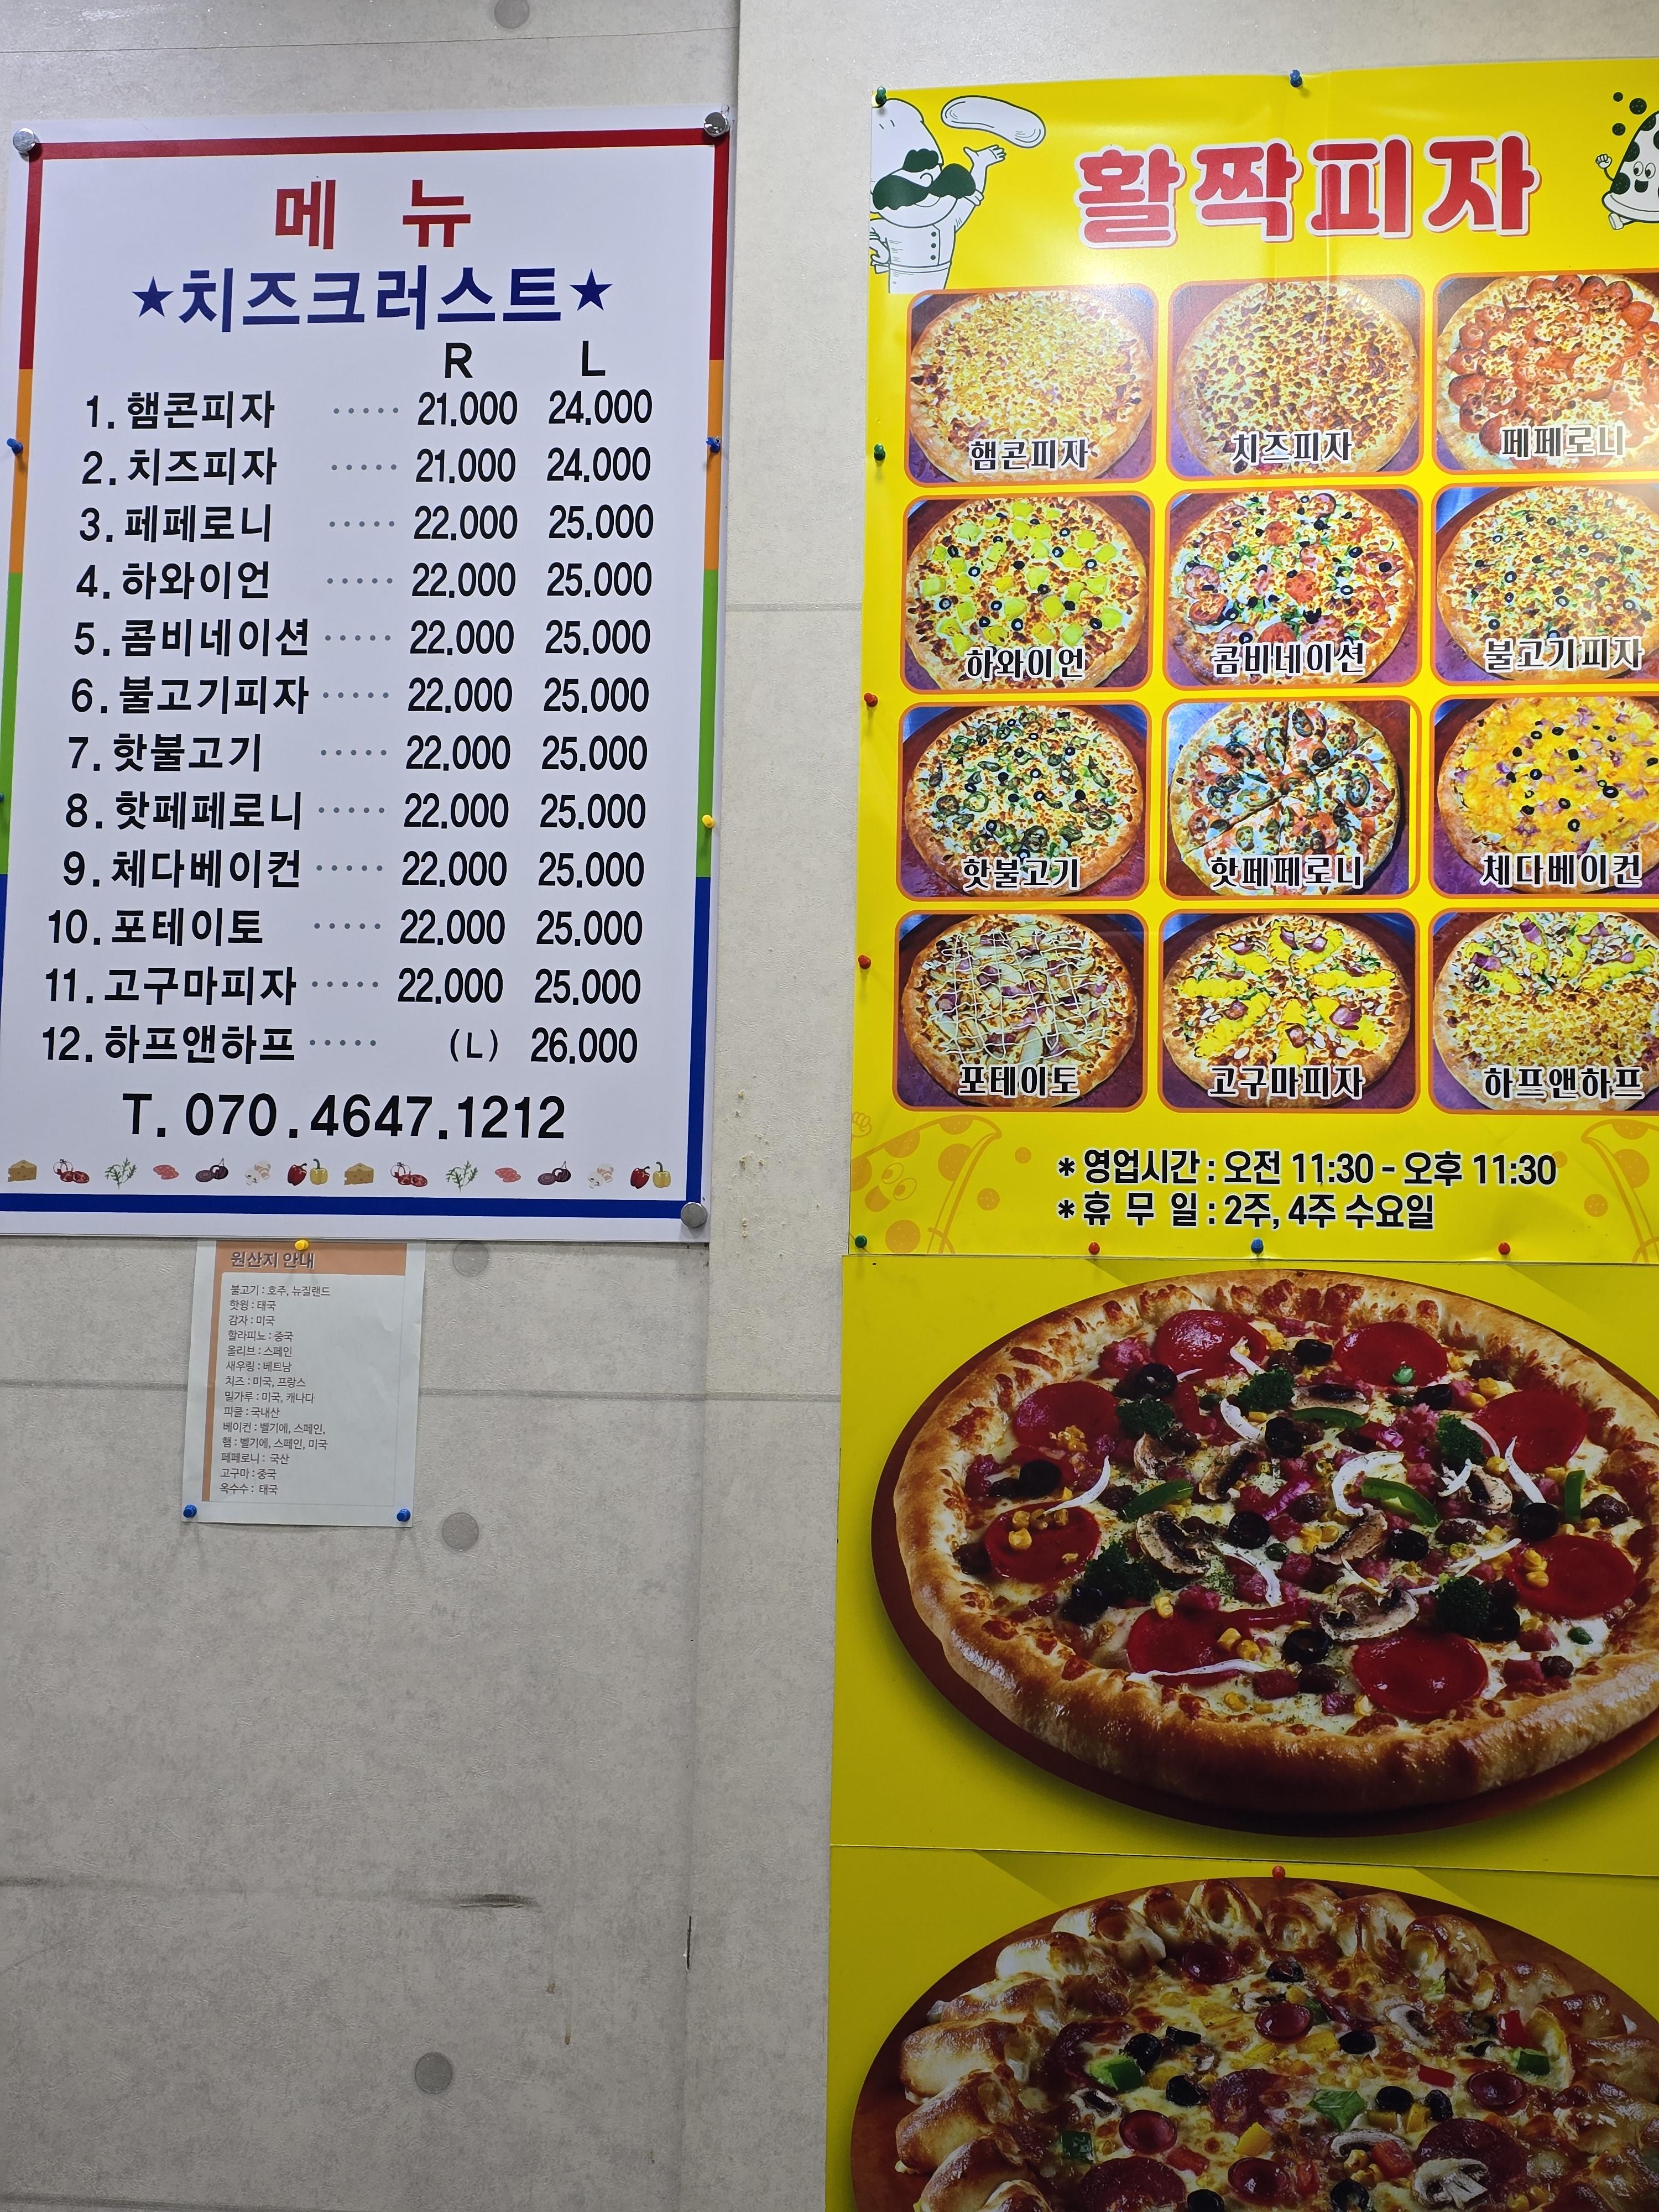 메 뉴
★치즈크러스트★
R L
1. 햄콘피자 ····· 21.000 24.000
2. 치즈피자 ····· 21.000 24.000
3. 페페로니 ····· 22.000 25.000
4. 하와이언 ····· 22.000 25.000
5. 콤비네이션 ····· 22.000 25.000
6. 불고기피자 ····· 22.000 25.000
7. 핫불고기 ····· 22.000 25.000
8. 핫페페로니 ····· 22.000 25.000
9. 체다베이컨 ····· 22.000 25.000
10. 포테이토 ····· 22.000 25.000
11. 고구마피자 ····· 22.000 25.000
12. 하프앤하프 ····· (L) 26.000
T. 070.4647.1212
원산지 안내
불고기 : 호주, 뉴질랜드
핫윙 : 태국
감자 : 미국
할라피뇨 : 중국
올리브 : 스페인
새우링 : 베트남
치즈 : 미국, 프랑스
밀가루 : 미국, 캐나다
피클 : 국내산
베이컨 : 벨기에, 스페인,
햄 : 벨기에, 스페인, 미국
페페로니 : 국산
고구마 : 중국
옥수수 : 태국
활짝피자
햄콘피자 치즈피자 페페로니
하와이언 콤비네이션 불고기피자
핫불고기 핫페페로니 체다베이컨
포테이토 고구마피자 하프앤하프
* 영업시간 : 오전 11:30 - 오후 11:30
* 휴 무 일 : 2주, 4주 수요일